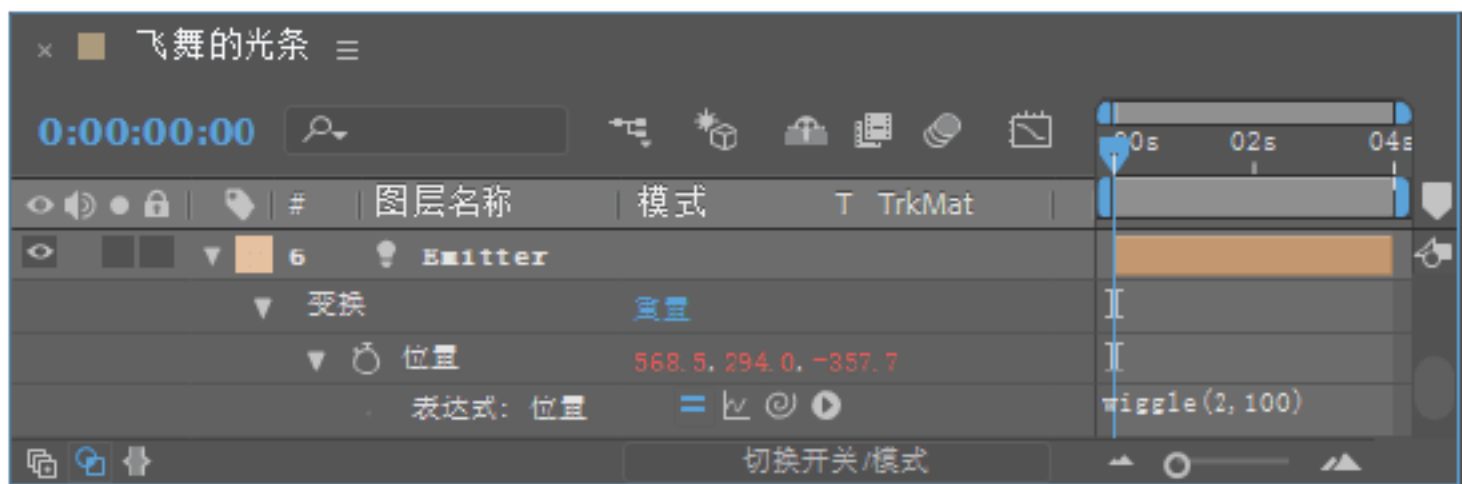 飞舞的光条
0:00:00:00
00s 02s 04s
# 图层名称 模式 T TrkMat
6 Emitter
变换 重置
位置 568.5, 294.0, -357.7
表达式: 位置 wiggle(2,100)
切换开关/模式